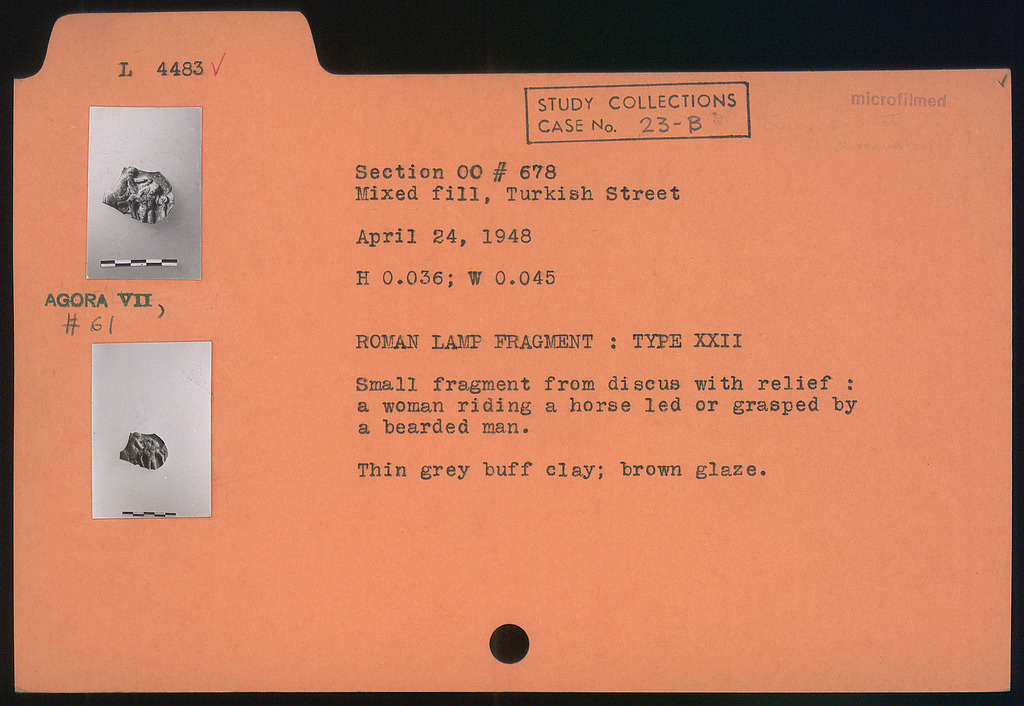 L 4483 ✓
STUDY COLLECTIONS
CASE No. 23-B
microfilmed
Section OO # 678
Mixed fill, Turkish Street
April 24, 1948
H 0.036; W 0.045
AGORA VII,
# 61
ROMAN LAMP FRAGMENT : TYPE XXII
Small fragment from discus with relief :
a woman riding a horse led or grasped by
a bearded man.
Thin grey buff clay; brown glaze.